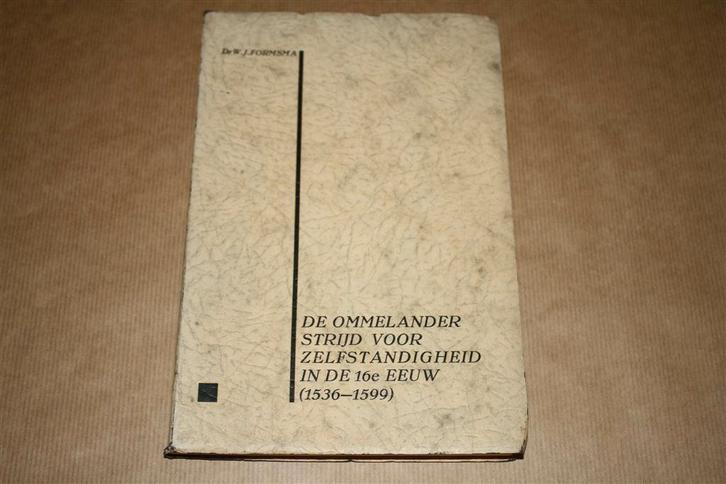 Dr W. J. FORMSMA
DE OMMELANDER
STRIJD VOOR
ZELFSTANDIGHEID
IN DE 16e EEUW
(1536—1599)